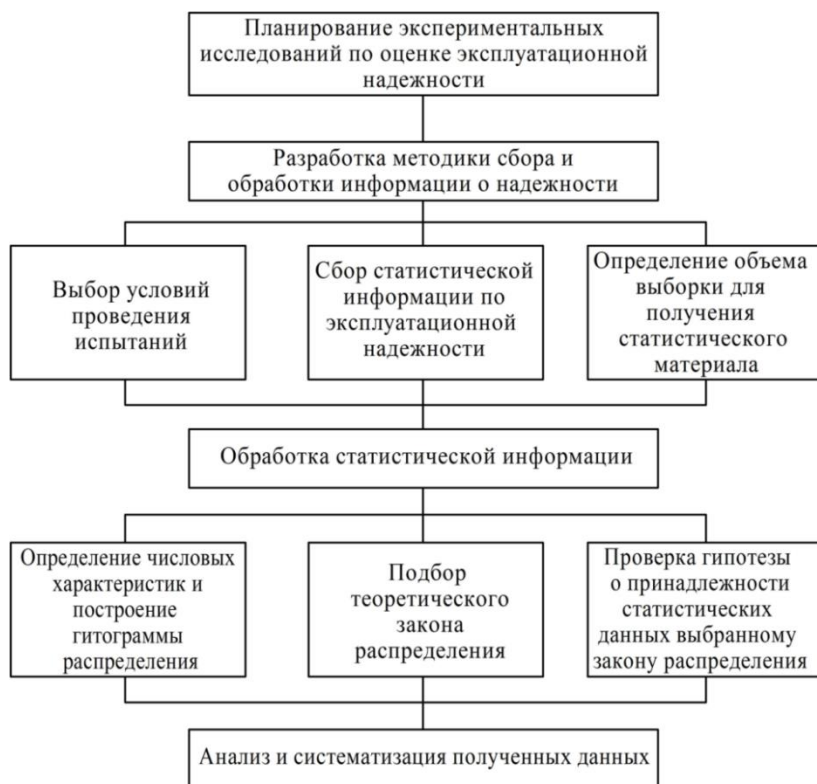 Планирование экспериментальных
исследований по оценке эксплуатационной
надежности
Разработка методики сбора и
обработки информации о надежности
Выбор условий
проведения
испытаний
Сбор статистической
информации по
эксплуатационной
надежности
Определение объема
выборки для
получения
статистического
материала
Обработка статистической информации
Определение числовых
характеристик и
построение
гитограммы
распределения
Подбор
теоретического
закона
распределения
Проверка гипотезы
о принадлежности
статистических
данных выбранному
закону распределения
Анализ и систематизация полученных данных